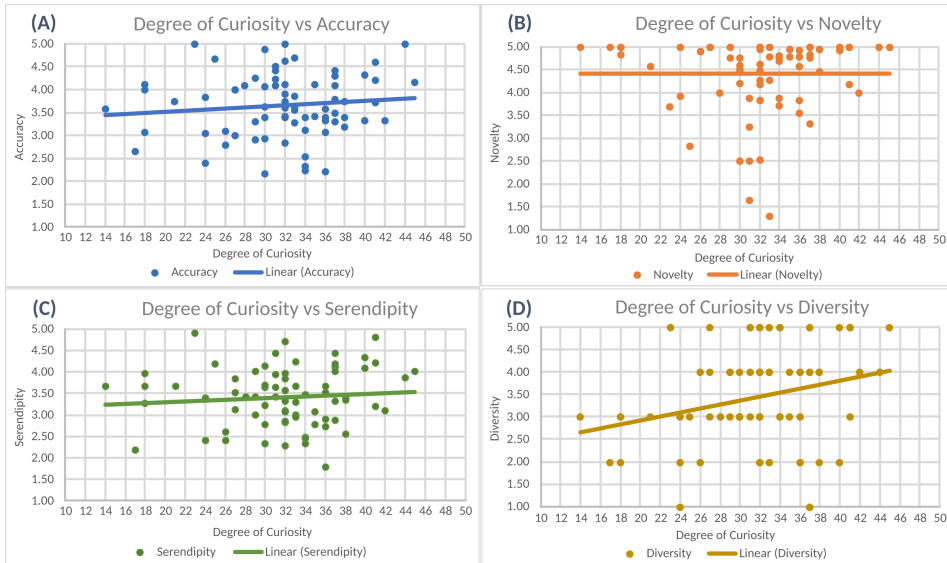 (A)
Degree of Curiosity vs Accuracy
5.00
4.50
4.00
3.50
3.00
2.50
2.00
1.50
1.00
Accuracy
10 12 14 16 18 20 22 24 26 28 30 32 34 36 38 40 42 44 46 48 50
Degree of Curiosity
Accuracy Linear (Accuracy)
(B)
Degree of Curiosity vs Novelty
5.00
4.50
4.00
3.50
3.00
2.50
2.00
1.50
1.00
Novelty
10 12 14 16 18 20 22 24 26 28 30 32 34 36 38 40 42 44 46 48 50
Degree of Curiosity
Novelty Linear (Novelty)
(C)
Degree of Curiosity vs Serendipity
5.00
4.50
4.00
3.50
3.00
2.50
2.00
1.50
1.00
Serendipity
10 12 14 16 18 20 22 24 26 28 30 32 34 36 38 40 42 44 46 48 50
Degree of Curiosity
Serendipity Linear (Serendipity)
(D)
Degree of Curiosity vs Diversity
5.00
4.00
3.00
2.00
1.00
Diversity
10 12 14 16 18 20 22 24 26 28 30 32 34 36 38 40 42 44 46 48 50
Degree of Curiosity
Diversity Linear (Diversity)